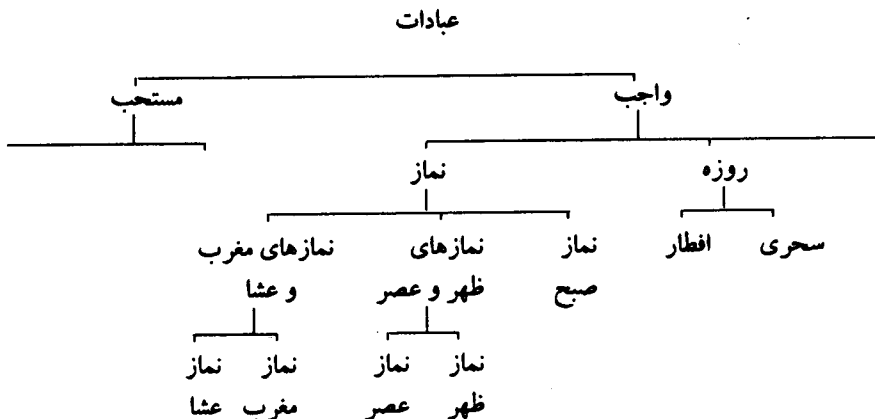 عبادات
واجب مستحب
روزه نماز
سحری افطار نماز نمازهای نمازهای مغرب
صبح ظهر و عصر و عشا
نماز نماز نماز نماز
ظهر عصر مغرب عشا